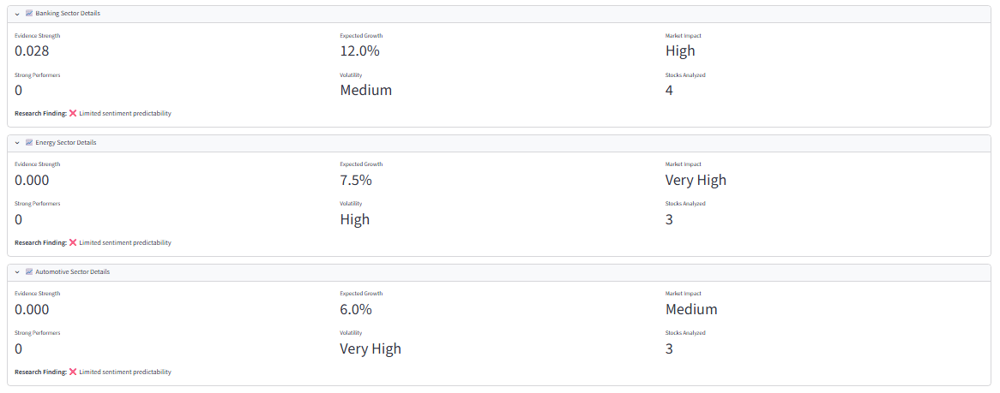 Banking Sector Details
Evidence Strength Expected Growth Market Impact
0.028 12.0% High
Strong Performers Volatility Stocks Analyzed
0 Medium 4
Research Finding: ❌ Limited sentiment predictability
Energy Sector Details
Evidence Strength Expected Growth Market Impact
0.000 7.5% Very High
Strong Performers Volatility Stocks Analyzed
0 High 3
Research Finding: ❌ Limited sentiment predictability
Automotive Sector Details
Evidence Strength Expected Growth Market Impact
0.000 6.0% Medium
Strong Performers Volatility Stocks Analyzed
0 Very High 3
Research Finding: ❌ Limited sentiment predictability